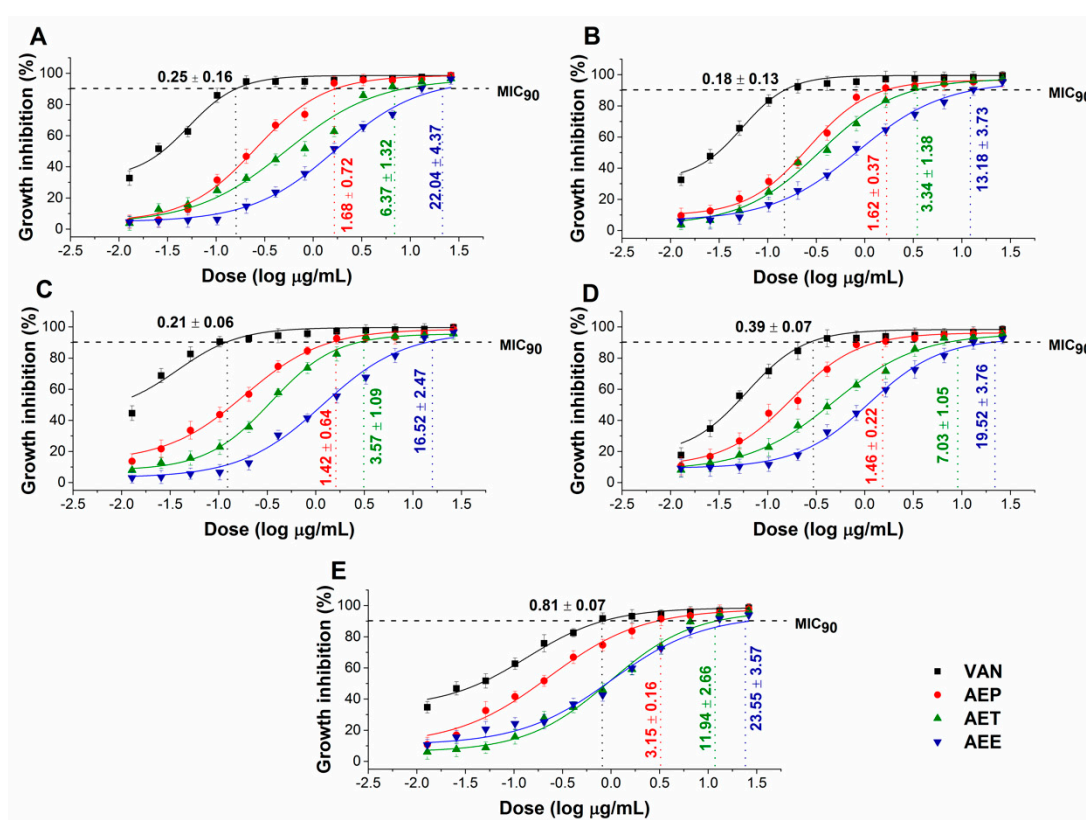 A
Growth inhibition (%)
100
80
60
40
20
0
0.25 ± 0.16
1.68 ± 0.72
6.37 ± 1.32
22.04 ± 4.37
MIC90
-2.5 -2.0 -1.5 -1.0 -0.5 0.0 0.5 1.0 1.5
Dose (log µg/mL)
B
Growth inhibition (%)
100
80
60
40
20
0
0.18 ± 0.13
1.62 ± 0.37
3.34 ± 1.38
13.18 ± 3.73
MIC90
-2.5 -2.0 -1.5 -1.0 -0.5 0.0 0.5 1.0 1.5
Dose (log µg/mL)
C
Growth inhibition (%)
100
80
60
40
20
0
0.21 ± 0.06
1.42 ± 0.64
3.57 ± 1.09
16.52 ± 2.47
MIC90
-2.5 -2.0 -1.5 -1.0 -0.5 0.0 0.5 1.0 1.5
Dose (log µg/mL)
D
Growth inhibition (%)
100
80
60
40
20
0
0.39 ± 0.07
1.46 ± 0.22
7.03 ± 1.05
19.52 ± 3.76
MIC90
-2.5 -2.0 -1.5 -1.0 -0.5 0.0 0.5 1.0 1.5
Dose (log µg/mL)
E
Growth inhibition (%)
100
80
60
40
20
0
0.81 ± 0.07
3.15 ± 0.16
11.94 ± 2.66
23.55 ± 3.57
MIC90
-2.5 -2.0 -1.5 -1.0 -0.5 0.0 0.5 1.0 1.5
Dose (log µg/mL)
VAN
AEP
AET
AEE